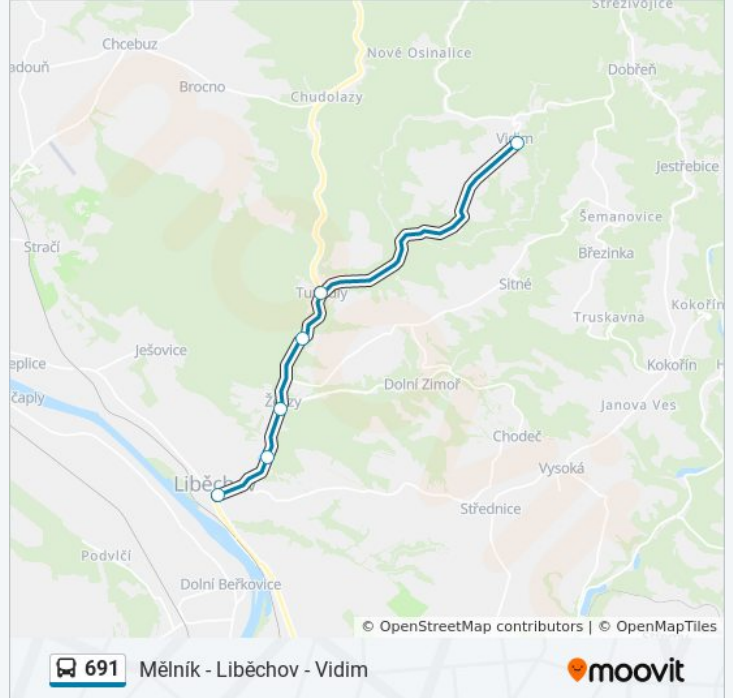 Střezivojice
Chcebuz
Nové Osinalice
adouň
Dobřeň
Brocno
Chudolazy
Vidim
Jestřebice
Šemanovice
Stračí
Březinka
Sitné
Tupadly
Kokořín
Truskavna
Ješovice
eplice
Kokořín
H
Dolní Zimoř
čaply
Želízy
Janova Ves
Chodeč
Vysoká
Liběchov
Střednice
Podvlčí
Dolní Beřkovice
© OpenStreetMap contributors | © OpenMapTiles
691 Mělník - Liběchov - Vidim
moovit